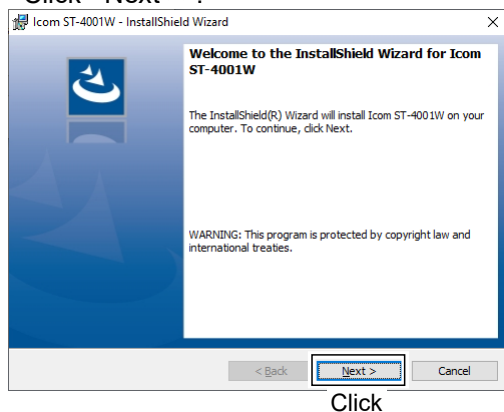 Icom ST-4001W - InstallShield Wizard
Welcome to the InstallShield Wizard for Icom
ST-4001W
The InstallShield(R) Wizard will install Icom ST-4001W on your
computer. To continue, click Next.
WARNING: This program is protected by copyright law and
international treaties.
< Back Next > Cancel
Click